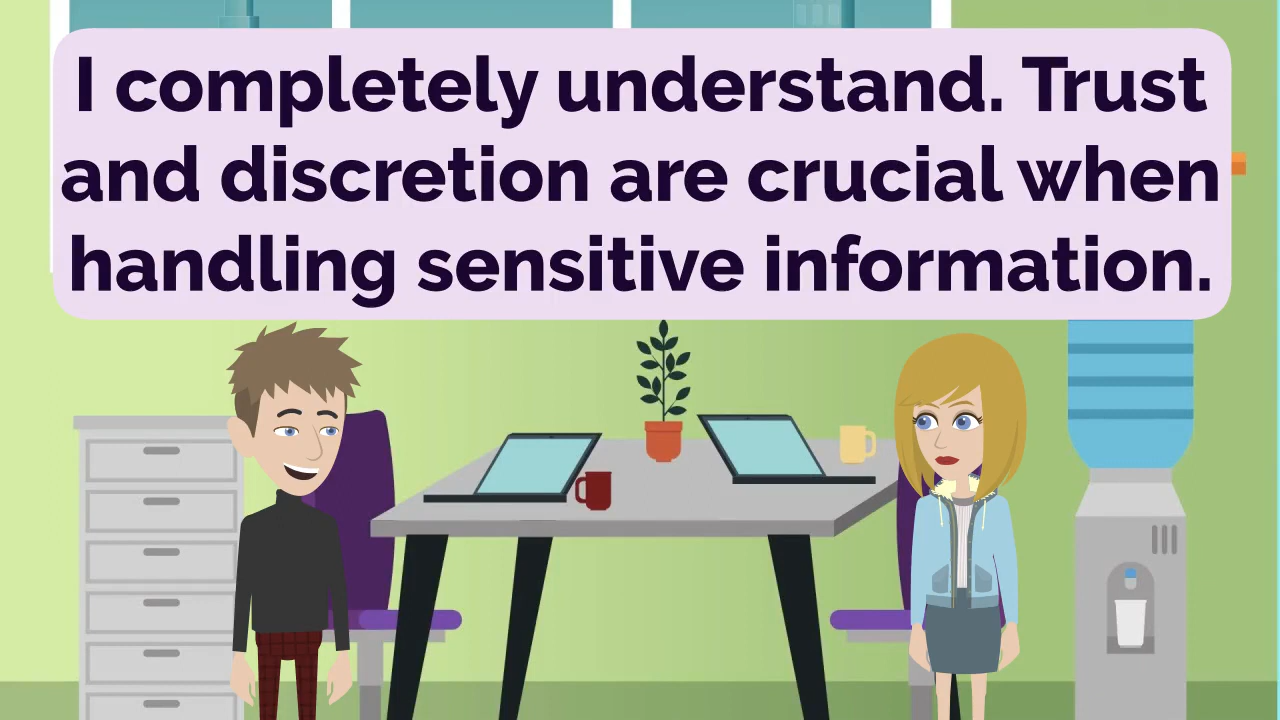 I completely understand. Trust
and discretion are crucial when
handling sensitive information.